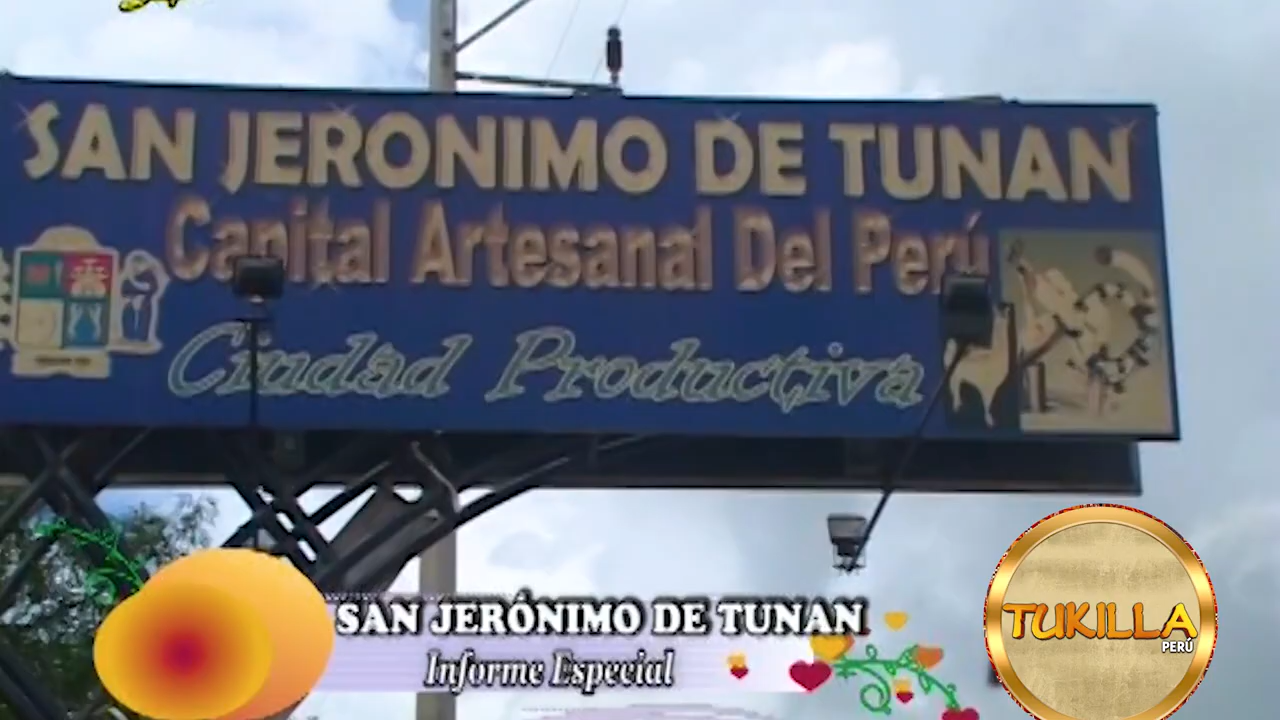 SAN JERONIMO DE TUNAN
Capital Artesanal Del Perú
Ciudad Productiva
SAN JERÓNIMO DE TUNAN
Informe Especial
TUKILLA
PERÚ